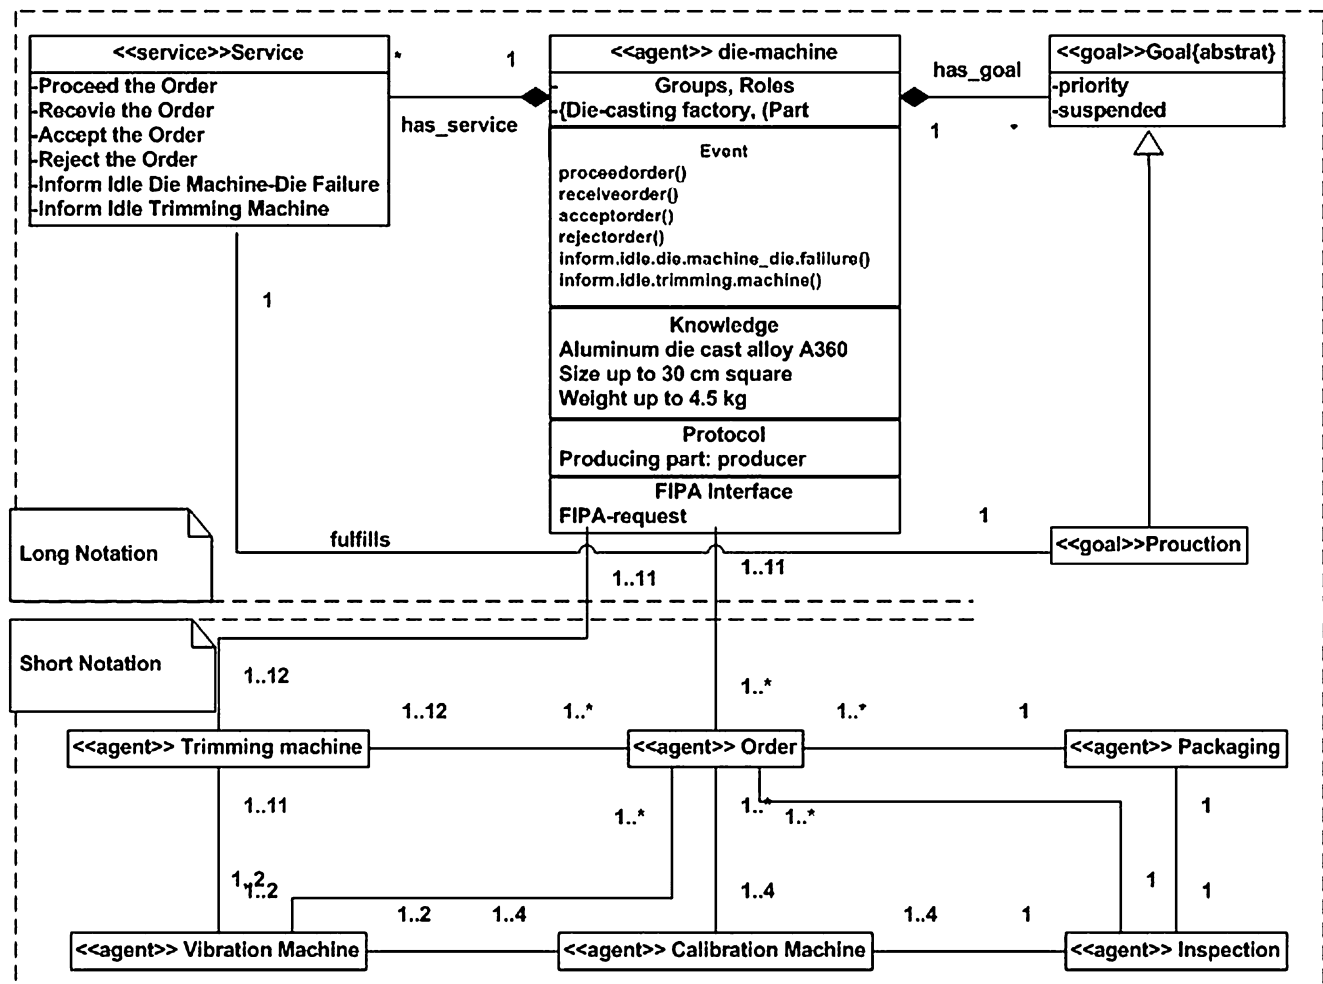 <<service>>Service
-Proceed the Order
-Recevie the Order
-Accept the Order
-Reject the Order
-Inform Idle Die Machine-Die Failure
-Inform Idle Trimming Machine
*
1
has_service
<<agent>> die-machine
- Groups, Roles
-{Die-casting factory, (Part
Event
proceedorder()
receiveorder()
acceptorder()
rejectorder()
inform.idle.die.machine_die.falilure()
inform.idle.trimming.machine()
Knowledge
Aluminum die cast alloy A360
Size up to 30 cm square
Weight up to 4.5 kg
Protocol
Producing part: producer
FIPA Interface
FIPA-request
has_goal
1
*
<<goal>>Goal{abstrat}
-priority
-suspended
1
fulfills
1
<<goal>>Prouction
Long Notation
1..11
1..11
Short Notation
1..12
1..*
1..12
1..*
1..*
1
<<agent>> Trimming machine
<<agent>> Order
<<agent>> Packaging
1..11
1..*
1..*
1..*
1
1..2
1..2
1..4
1
1
1..2
1..4
1..4
1
<<agent>> Vibration Machine
<<agent>> Calibration Machine
<<agent>> Inspection